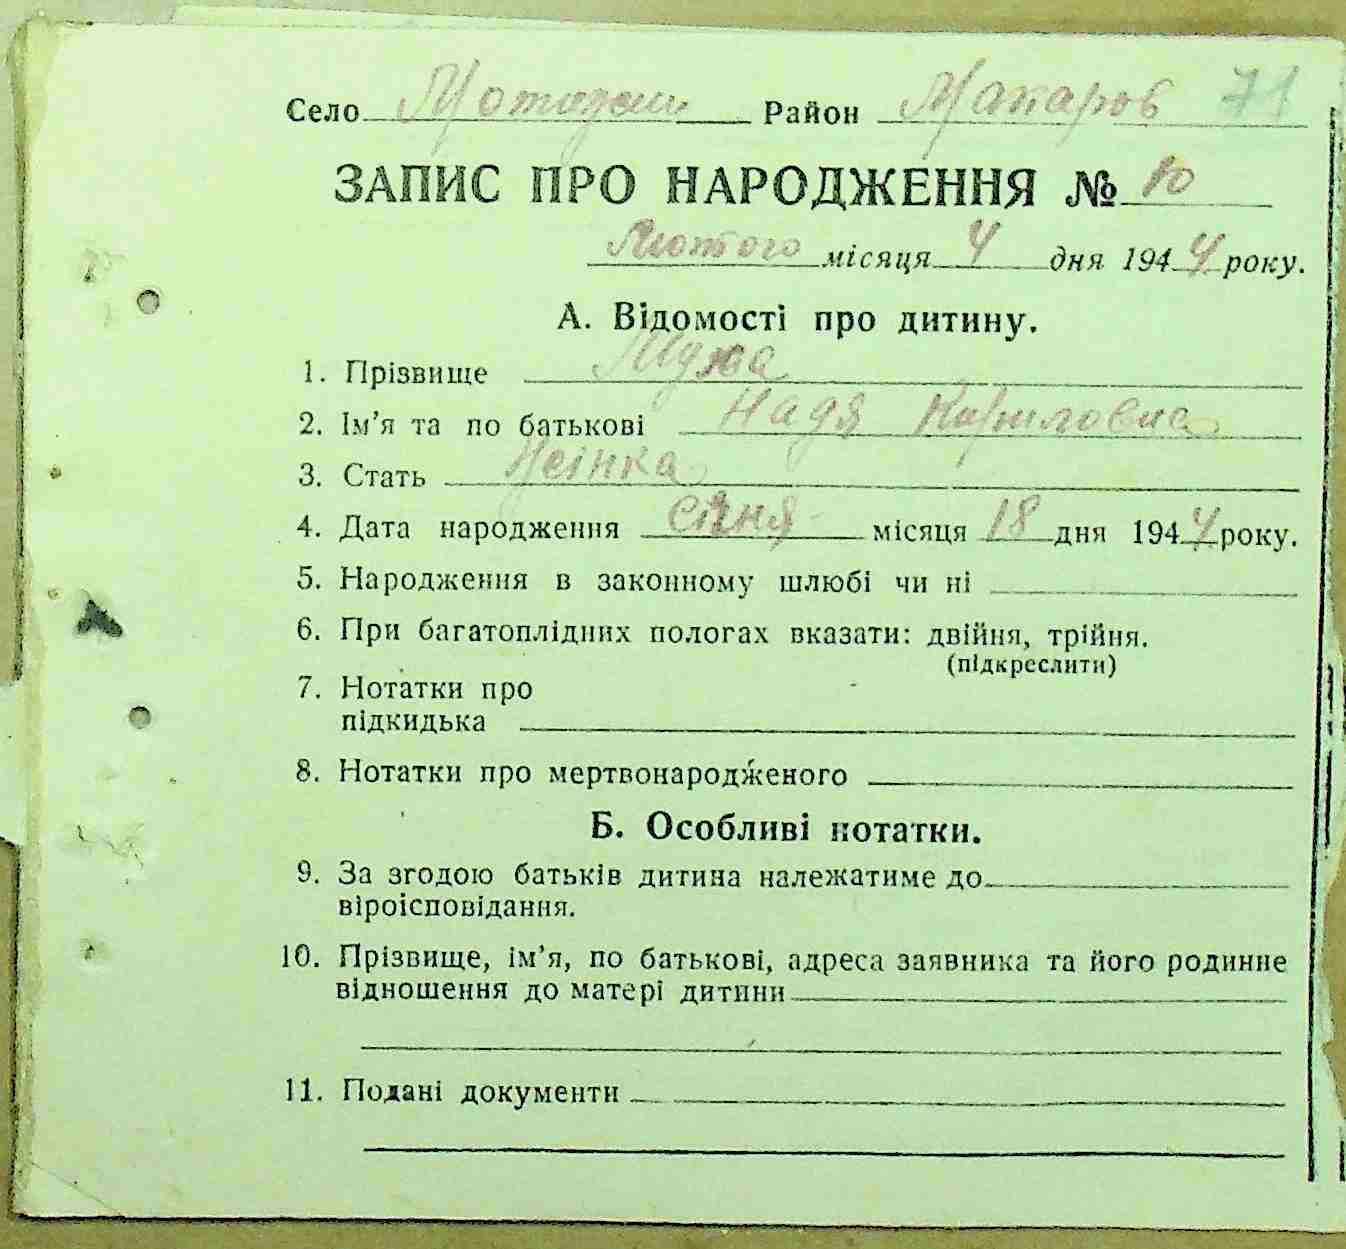 Село Мотижин Район Макаров 71
ЗАПИС ПРО НАРОДЖЕННЯ № 10
Лютого місяця 4 дня 1944 року.
А. Відомості про дитину.
1. Прізвище Муха
2. Ім'я та по батькові Надя Кириловна
3. Стать Жінка
4. Дата народження січня місяця 18 дня 1944 року.
5. Народження в законному шлюбі чи ні
6. При багатоплідних пологах вказати: двійня, трійня.
(підкреслити)
7. Нотатки про
підкидька
8. Нотатки про мертвонародженого
Б. Особливі нотатки.
9. За згодою батьків дитина належатиме до
віроісповідання.
10. Прізвище, ім'я, по батькові, адреса заявника та його родинне
відношення до матері дитини
11. Подані документи